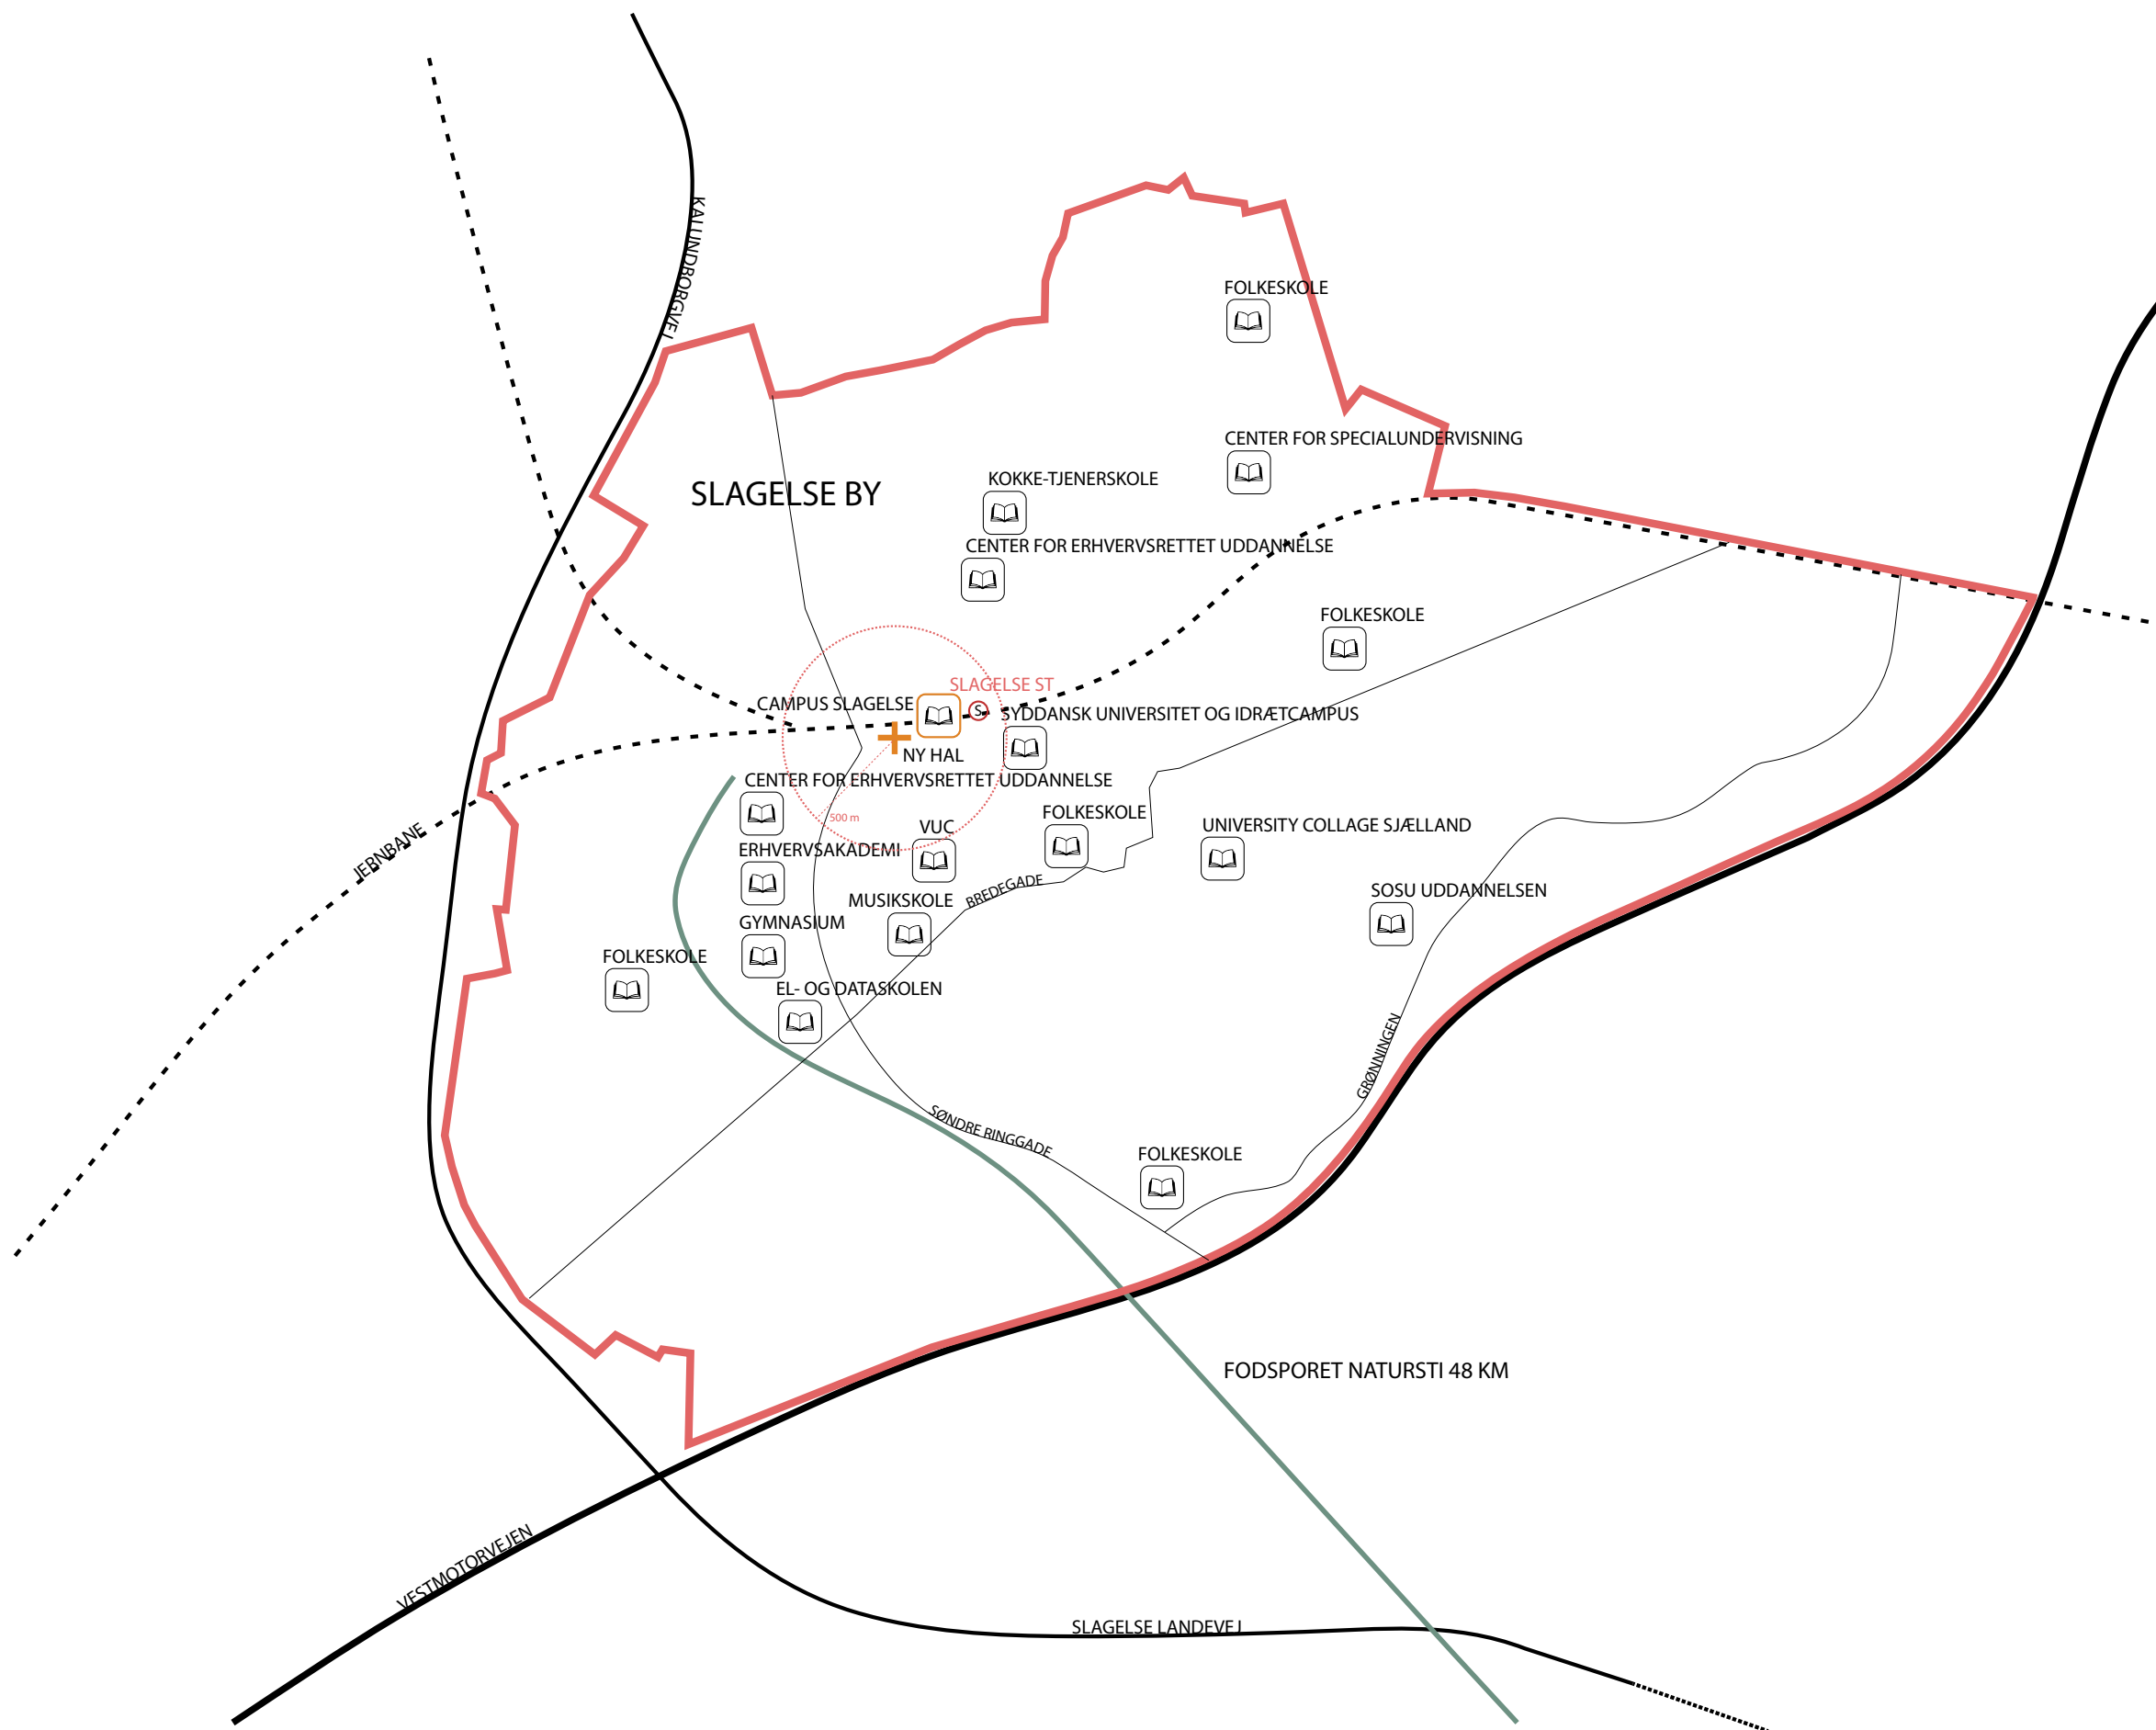 KALUNDBORGVEJ
FOLKESKOLE
CENTER FOR SPECIALUNDERVISNING
KOKKE-TJENERSKOLE
SLAGELSE BY
CENTER FOR ERHVERVSRETTET UDDANNELSE
FOLKESKOLE
SLAGELSE ST
CAMPUS SLAGELSE
S
SYDDANSK UNIVERSITET OG IDRÆTCAMPUS
NY HAL
CENTER FOR ERHVERVSRETTET UDDANNELSE
500 m
FOLKESKOLE
VUC
UNIVERSITY COLLAGE SJÆLLAND
JERNBANE
ERHVERVSAKADEMI
BREDEGADE
SOSU UDDANNELSEN
MUSIKSKOLE
GYMNASIUM
FOLKESKOLE
EL- OG DATASKOLEN
GRØNNINGEN
SØNDRE RINGGADE
FOLKESKOLE
FODSPORET NATURSTI 48 KM
VESTMOTORVEJEN
SLAGELSE LANDEVEJ